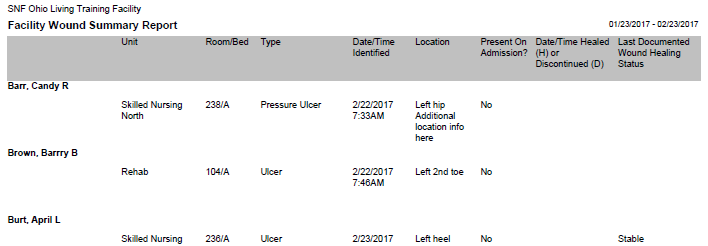 SNF Ohio Living Training Facility
Facility Wound Summary Report 01/23/2017 - 02/23/2017
Unit Room/Bed Type Date/Time Location Present On Date/Time Healed Last Documented
Identified Admission? (H) or Wound Healing
Discontinued (D) Status
Barr, Candy R
Skilled Nursing 238/A Pressure Ulcer 2/22/2017 Left hip No
North 7:33AM Additional
location info
here
Brown, Barrry B
Rehab 104/A Ulcer 2/22/2017 Left 2nd toe No
7:46AM
Burt, April L
Skilled Nursing 236/A Ulcer 2/23/2017 Left heel No Stable